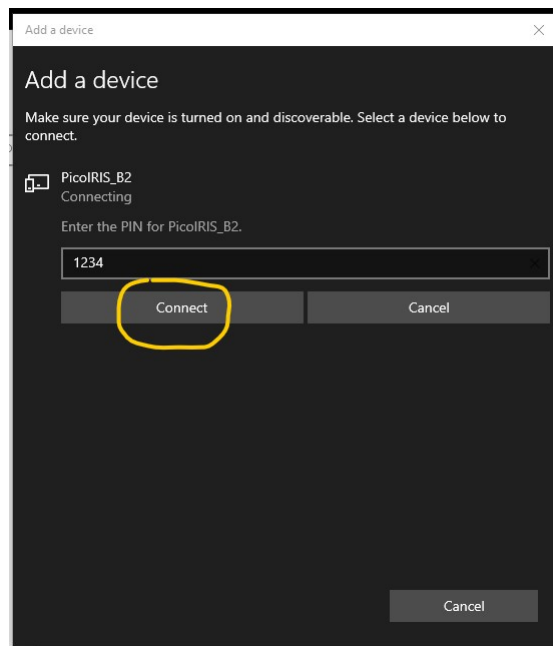 Add a device
Add a device
Make sure your device is turned on and discoverable. Select a device below to
connect.
PicoIRIS_B2
Connecting
Enter the PIN for PicoIRIS_B2.
1234
Connect
Cancel
Cancel